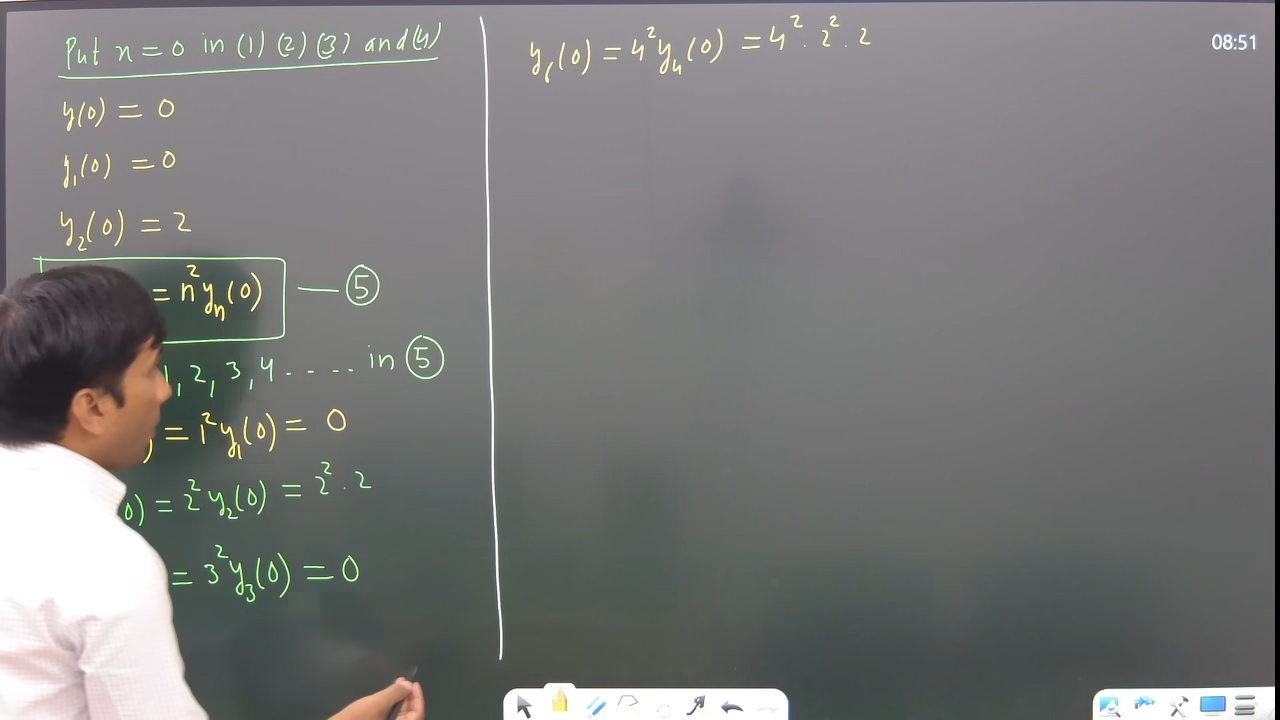 Put x = 0 in (1) (2) (3) and (4)
y(0) = 0
y₁(0) = 0
y₂(0) = 2
= n²yₙ(0) — ⑤
1, 2, 3, 4 . . . . in ⑤
) = 1²y₁(0) = 0
0) = 2²y₂(0) = 2² . 2
= 3²y₃(0) = 0
y₆(0) = 4²y₄(0) = 4² . 2² . 2
08:51